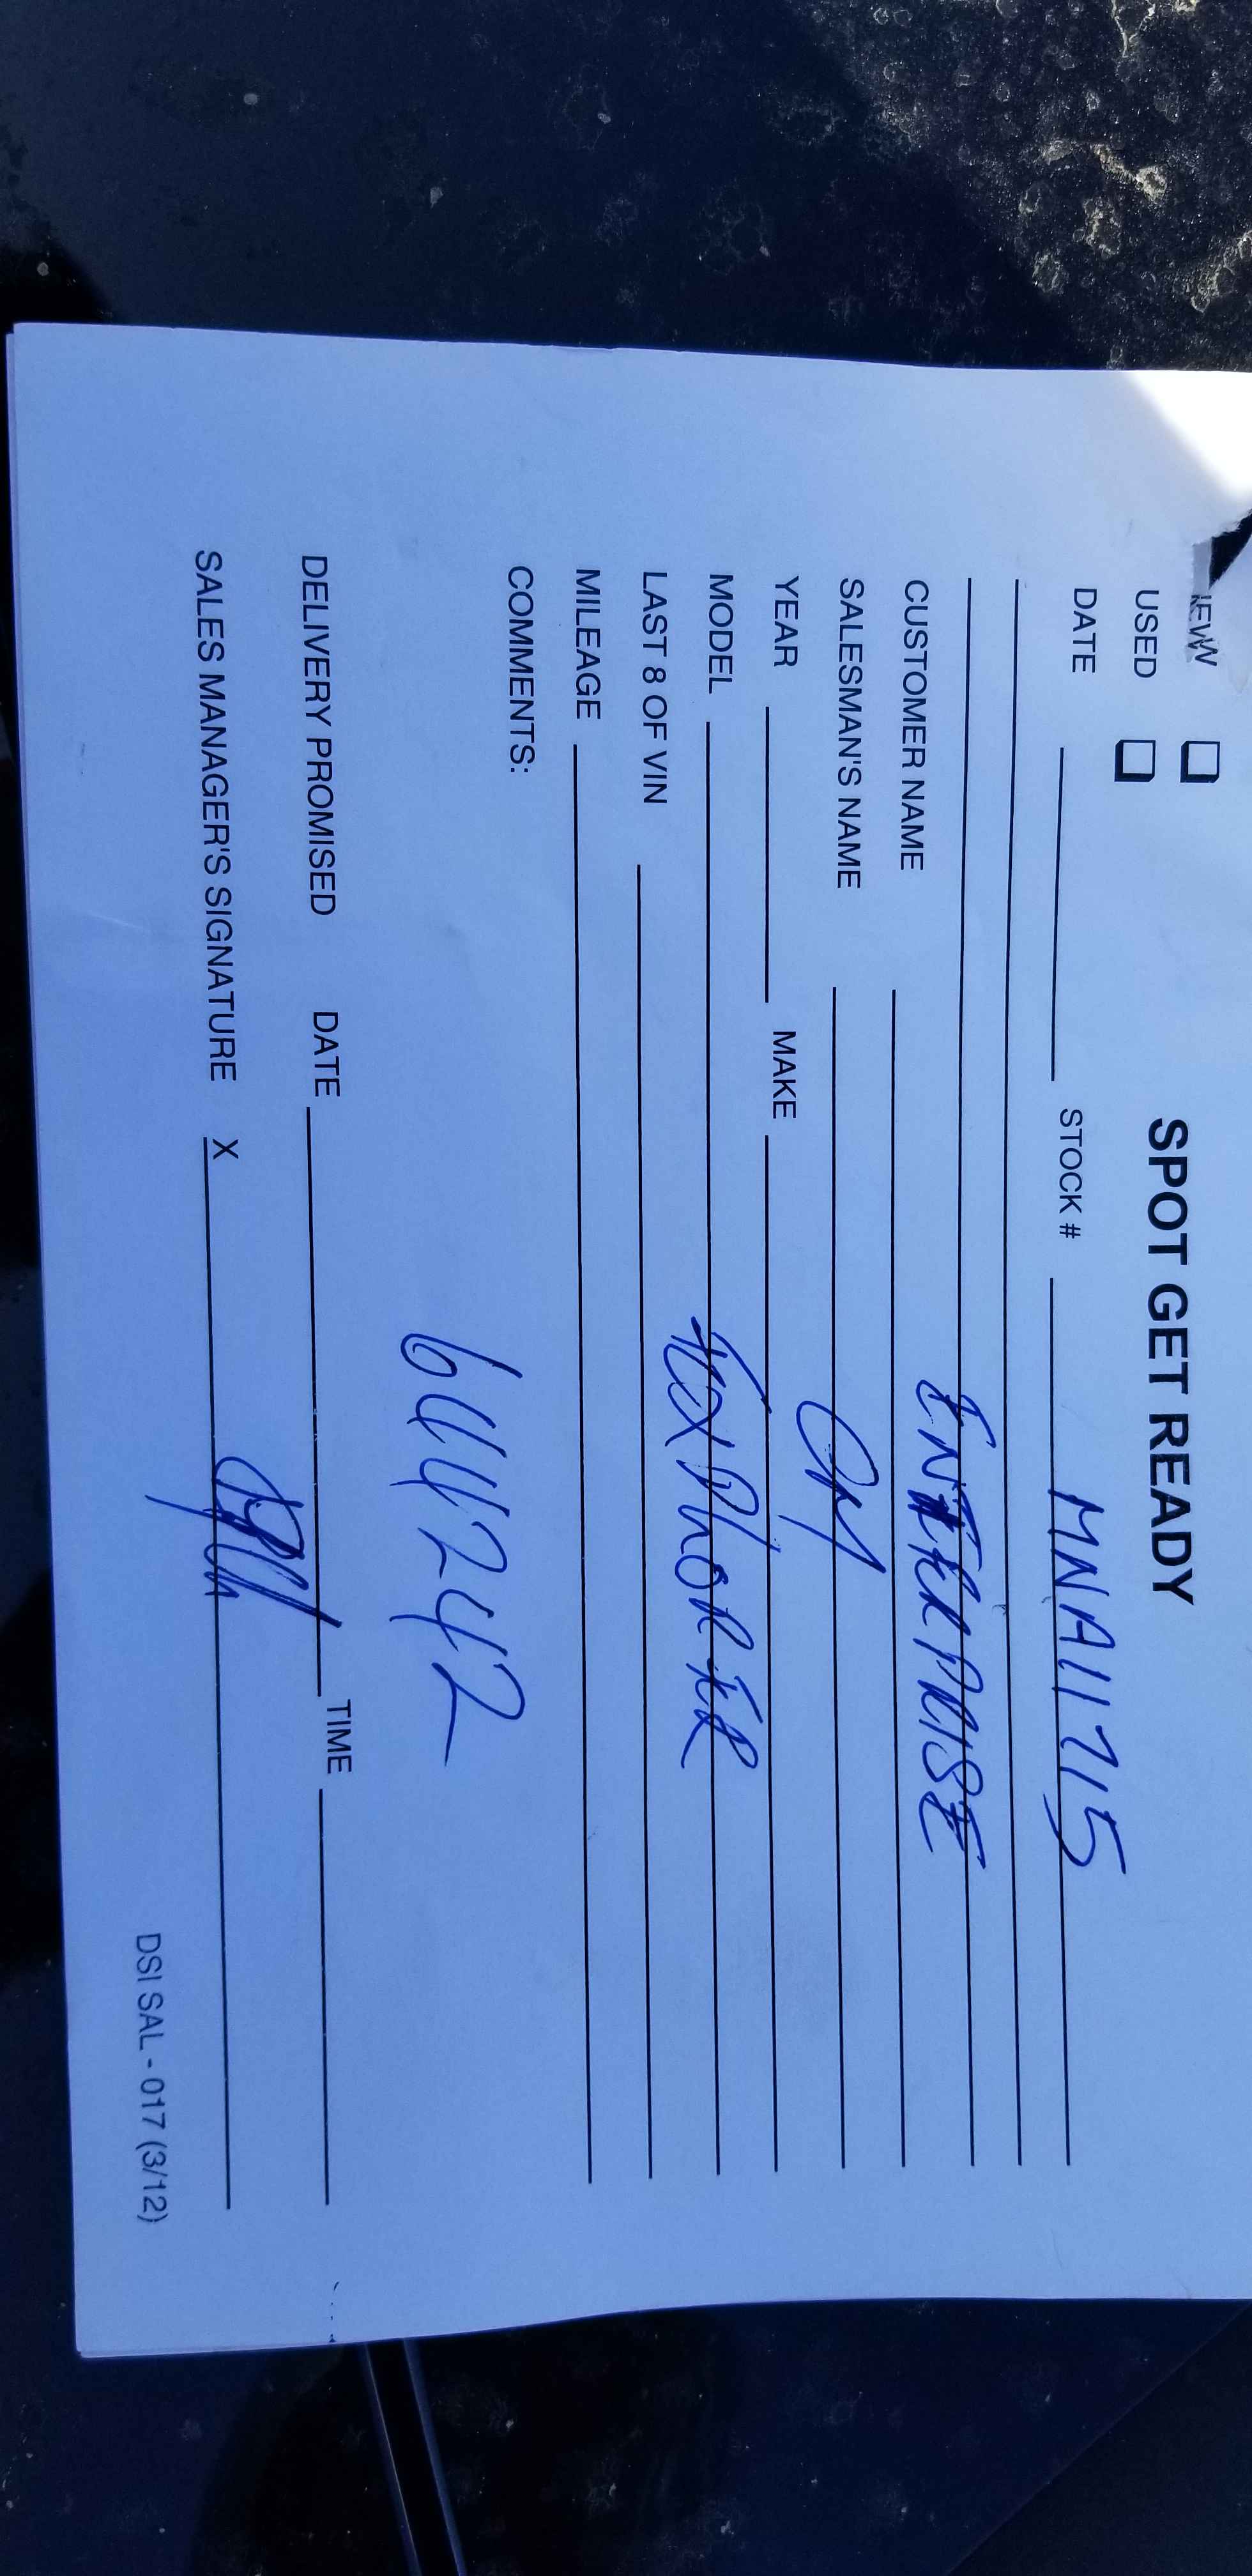 SPOT GET READY
NEW
USED
DATE STOCK # MNA11715
CUSTOMER NAME ENTERPRISE
SALESMAN'S NAME
YEAR MAKE
MODEL
LAST 8 OF VIN
MILEAGE
COMMENTS:
644242
DELIVERY PROMISED DATE TIME
SALES MANAGER'S SIGNATURE X
DSI SAL - 017 (3/12)